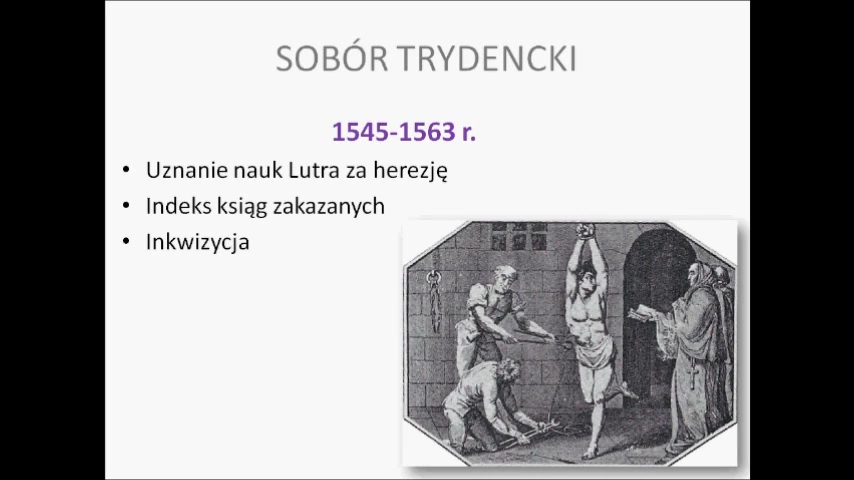 SOBÓR TRYDENCKI
1545-1563 r.
• Uznanie nauk Lutra za herezję
• Indeks ksiąg zakazanych
• Inkwizycja